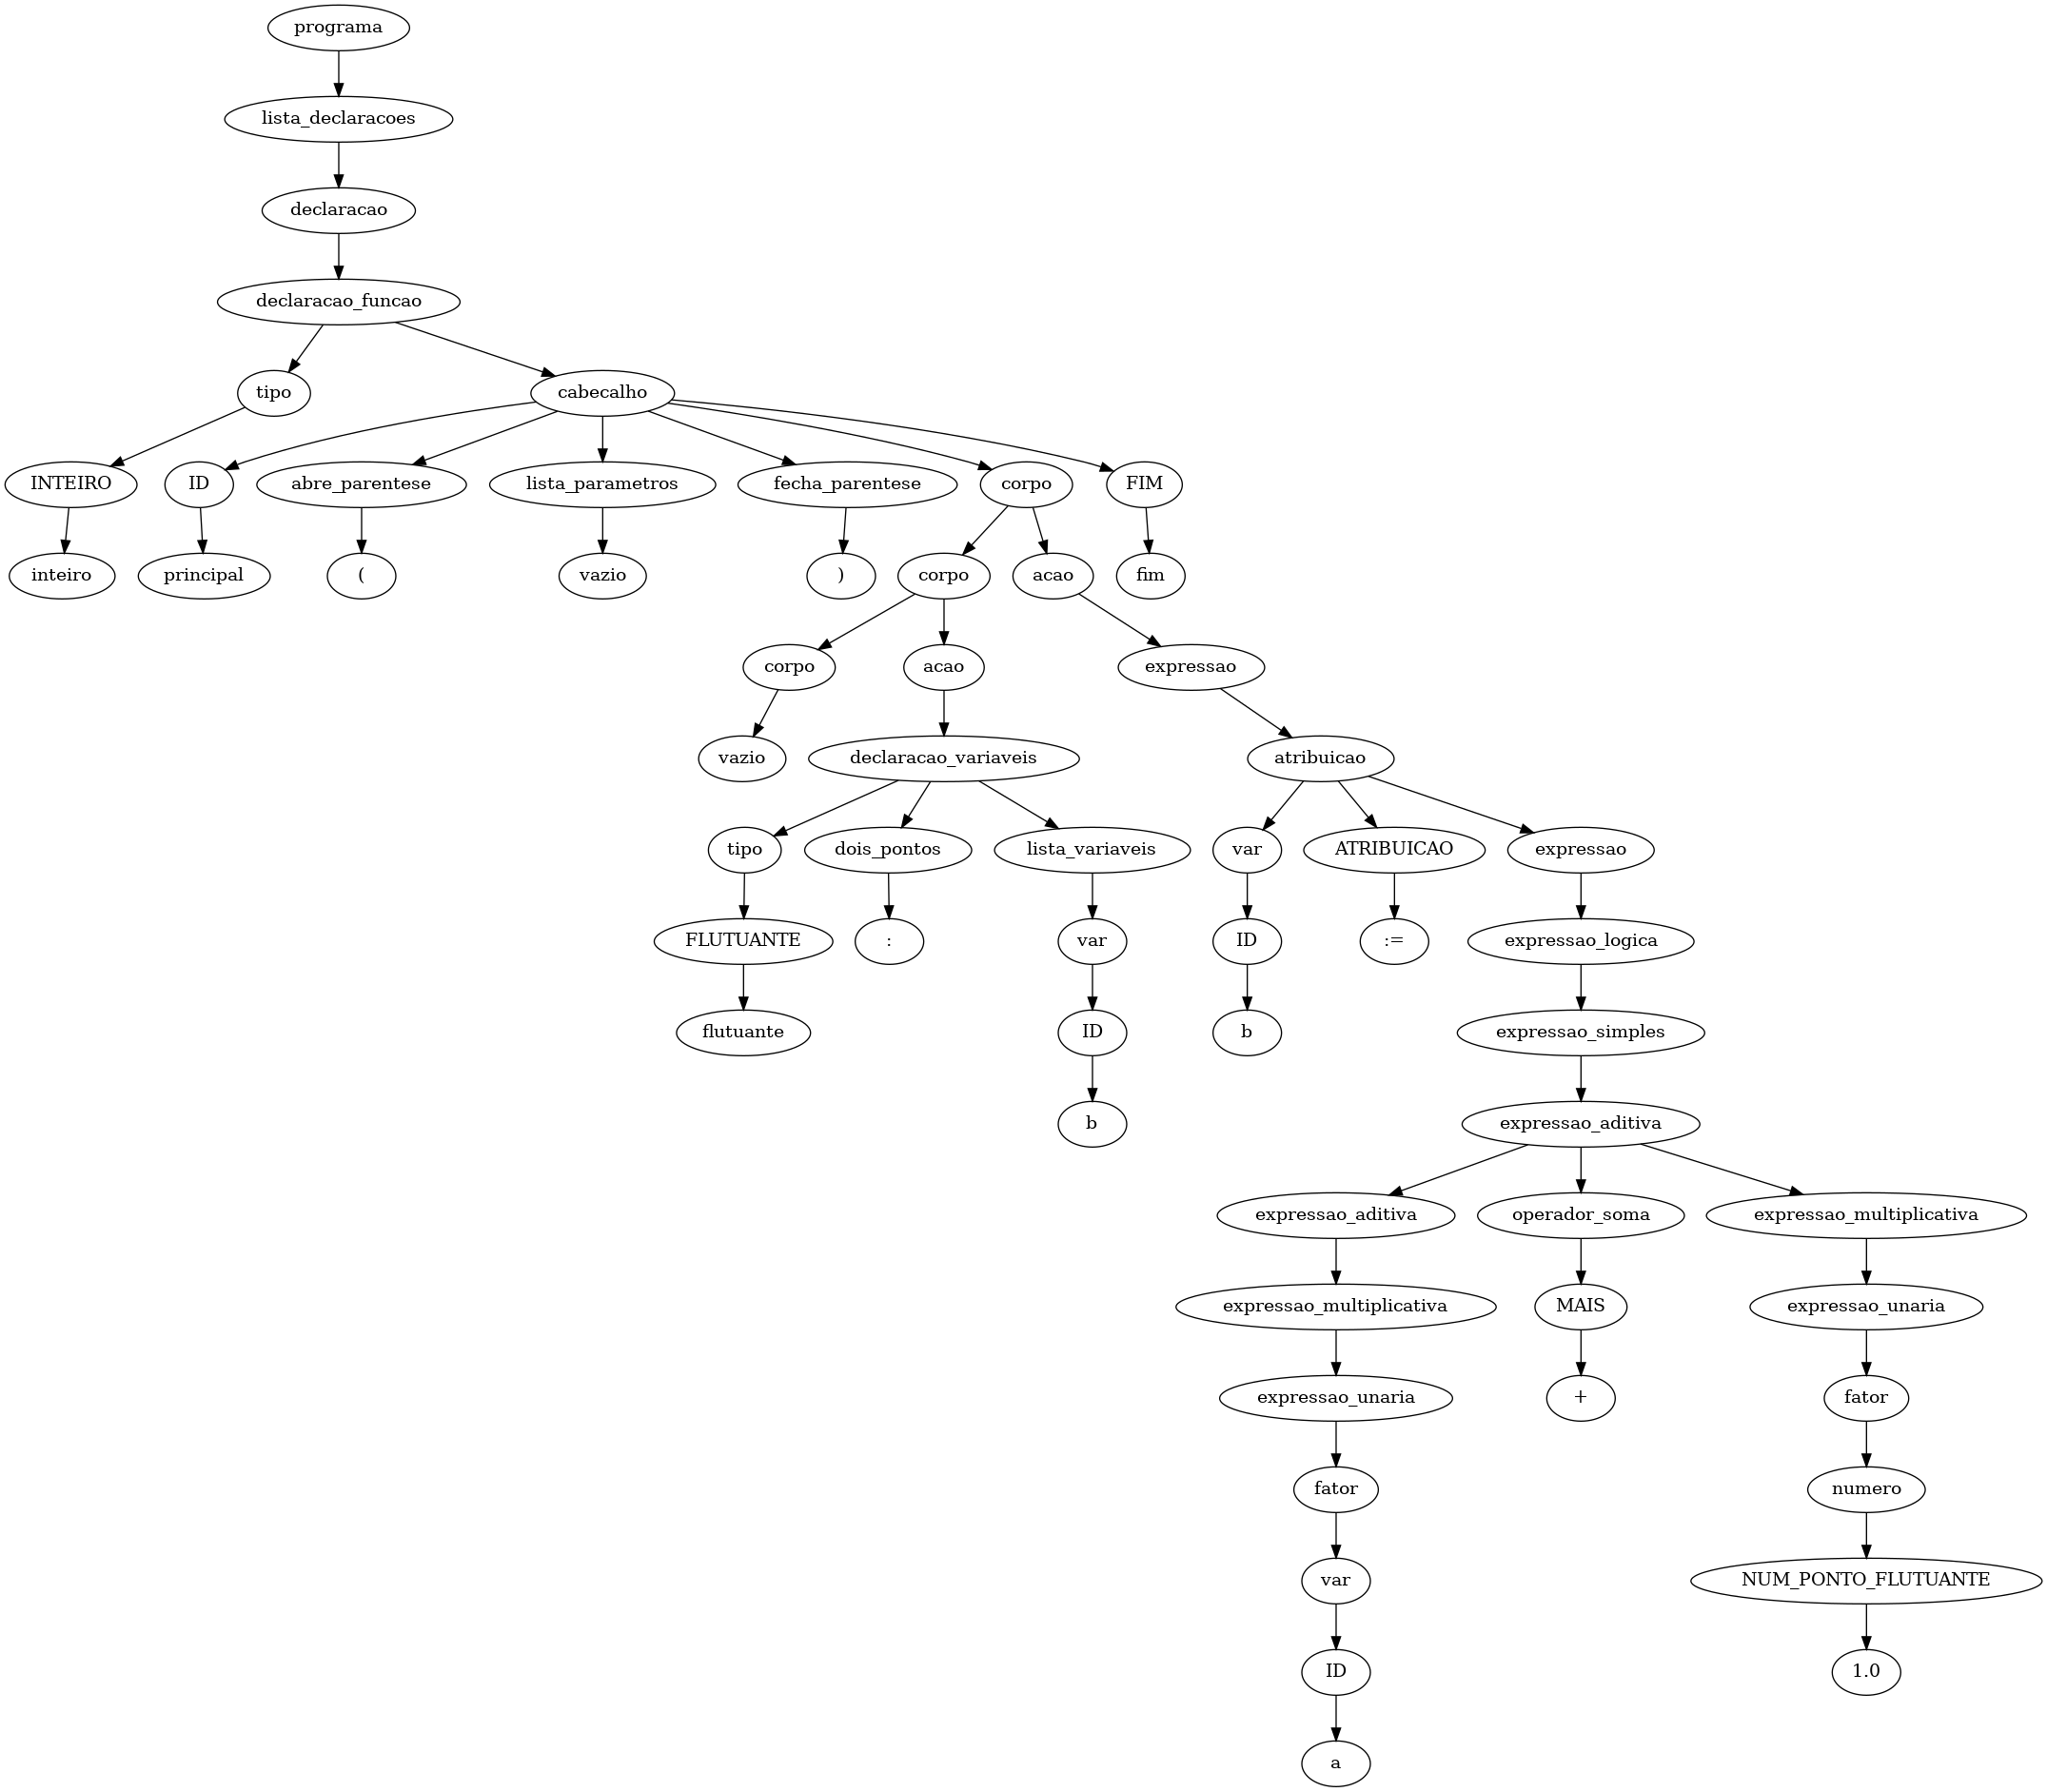 programa
lista_declaracoes
declaracao
declaracao_funcao
tipo
cabecalho
INTEIRO
ID
abre_parentese
lista_parametros
fecha_parentese
corpo
FIM
inteiro
principal
(
vazio
)
corpo
acao
fim
corpo
acao
expressao
vazio
declaracao_variaveis
atribuicao
tipo
dois_pontos
lista_variaveis
var
ATRIBUICAO
expressao
FLUTUANTE
:
var
ID
:=
expressao_logica
flutuante
ID
b
expressao_simples
b
expressao_aditiva
expressao_aditiva
operador_soma
expressao_multiplicativa
expressao_multiplicativa
MAIS
expressao_unaria
expressao_unaria
+
fator
fator
numero
var
NUM_PONTO_FLUTUANTE
ID
1.0
a